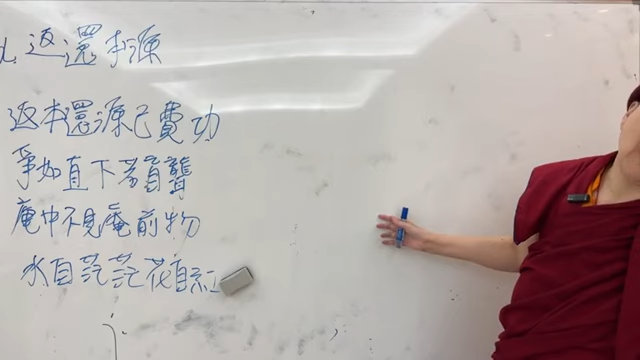 返還本源
返本還源已費功
爭如直下若盲聾
庵中不見庵前物
水自茫茫花自紅